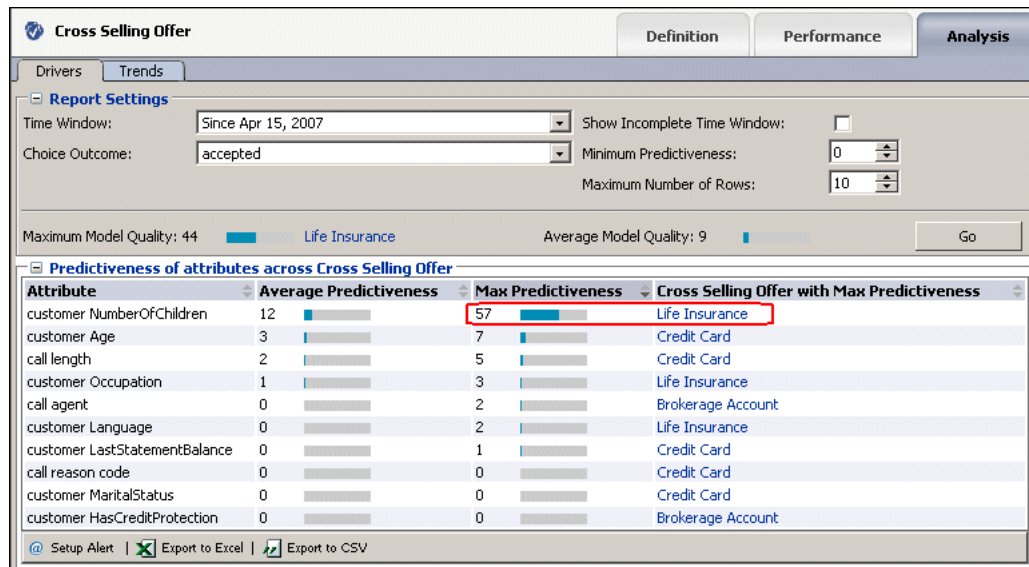 Cross Selling Offer
Definition Performance Analysis
Drivers Trends
Report Settings
Time Window: Since Apr 15, 2007 Show Incomplete Time Window:
Choice Outcome: accepted Minimum Predictiveness: 0
Maximum Number of Rows: 10
Maximum Model Quality: 44 Life Insurance Average Model Quality: 9 Go
Predictiveness of attributes across Cross Selling Offer
Attribute Average Predictiveness Max Predictiveness Cross Selling Offer with Max Predictiveness
customer NumberOfChildren 12 57 Life Insurance
customer Age 3 7 Credit Card
call length 2 5 Credit Card
customer Occupation 1 3 Life Insurance
call agent 0 2 Brokerage Account
customer Language 0 2 Life Insurance
customer LastStatementBalance 0 1 Credit Card
call reason code 0 0 Credit Card
customer MaritalStatus 0 0 Credit Card
customer HasCreditProtection 0 0 Brokerage Account
@ Setup Alert | Export to Excel | Export to CSV